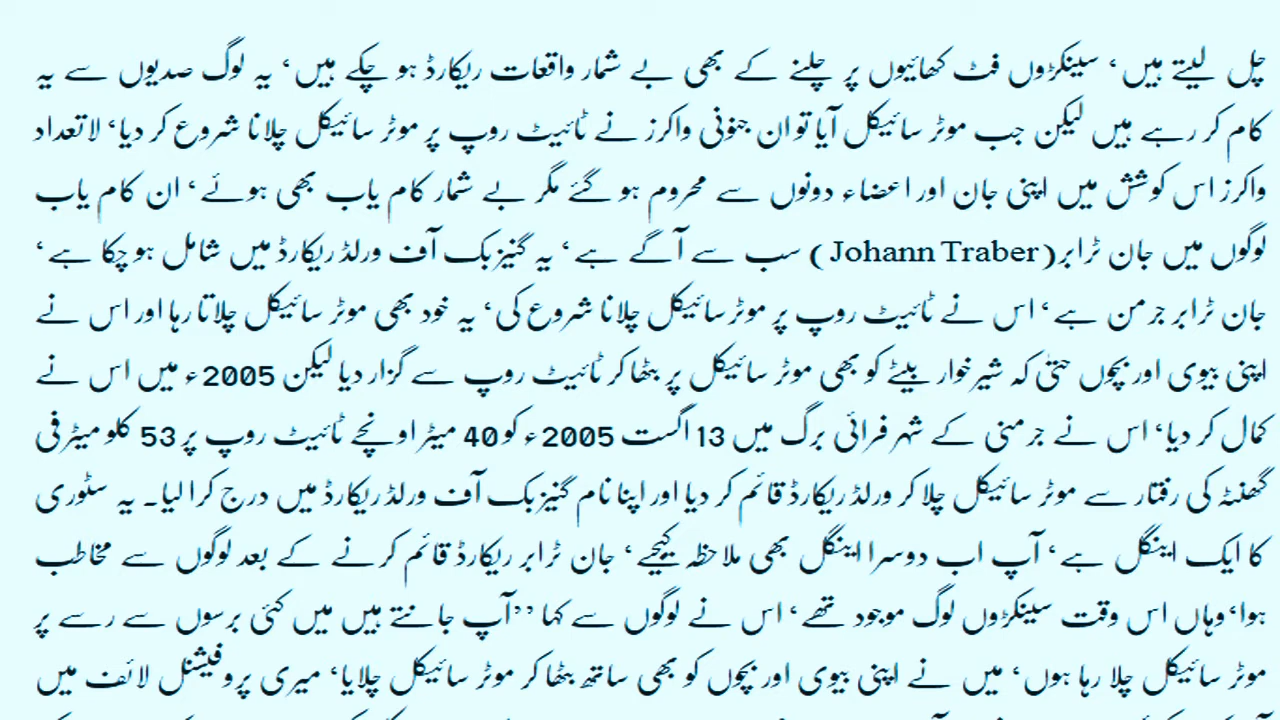 چل لیتے ہیں، سینکڑوں فٹ کھائیوں پر چلنے کے بھی بے شمار واقعات ریکارڈ ہو چکے ہیں، یہ لوگ صدیوں سے یہ
کام کر رہے ہیں لیکن جب موٹر سائیکل آیا تو ان جنونی واکرز نے ٹائیٹ روپ پر موٹر سائیکل چلانا شروع کر دیا، لاتعداد
واکرز اس کوشش میں اپنی جان اور اعضاء دونوں سے محروم ہو گئے مگر بے شمار کام یاب بھی ہوئے، ان کام یاب
لوگوں میں جان ٹرابر (Johann Traber) سب سے آگے ہے، یہ گنیز بک آف ورلڈ ریکارڈ میں شامل ہو چکا ہے،
جان ٹرابر جرمن ہے، اس نے ٹائیٹ روپ پر موٹر سائیکل چلانا شروع کی، یہ خود بھی موٹر سائیکل چلاتا رہا اور اس نے
اپنی بیوی اور بچوں حتیٰ کہ شیر خوار بیٹے کو بھی موٹر سائیکل پر بٹھا کر ٹائیٹ روپ سے گزار دیا لیکن 2005ء میں اس نے
کمال کر دیا، اس نے جرمنی کے شہر فرائی برگ میں 13 اگست 2005ء کو 40 میٹر اونچے ٹائیٹ روپ پر 53 کلو میٹر فی
گھنٹہ کی رفتار سے موٹر سائیکل چلا کر ورلڈ ریکارڈ قائم کر دیا اور اپنا نام گنیز بک آف ورلڈ ریکارڈ میں درج کرا لیا۔ یہ سٹوری
کا ایک اینگل ہے، آپ اب دوسرا اینگل بھی ملاحظہ کیجیے، جان ٹرابر ریکارڈ قائم کرنے کے بعد لوگوں سے مخاطب
ہوا، وہاں اس وقت سینکڑوں لوگ موجود تھے، اس نے لوگوں سے کہا ’’آپ جانتے ہیں میں کئی برسوں سے رسے پر
موٹر سائیکل چلا رہا ہوں، میں نے اپنی بیوی اور بچوں کو بھی ساتھ بٹھا کر موٹر سائیکل چلایا، میری پروفیشنل لائف میں